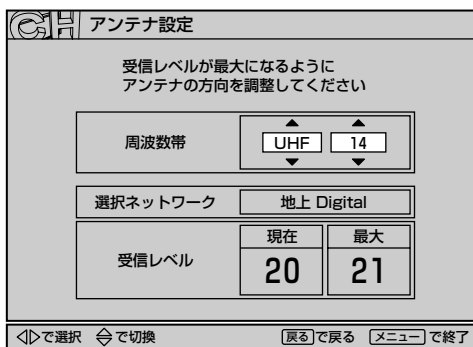 CH アンテナ設定
受信レベルが最大になるように
アンテナの方向を調整してください
周波数帯 UHF 14
選択ネットワーク 地上 Digital
受信レベル
現在 最大
20 21
で選択 で切換 戻る で戻る メニュー で終了